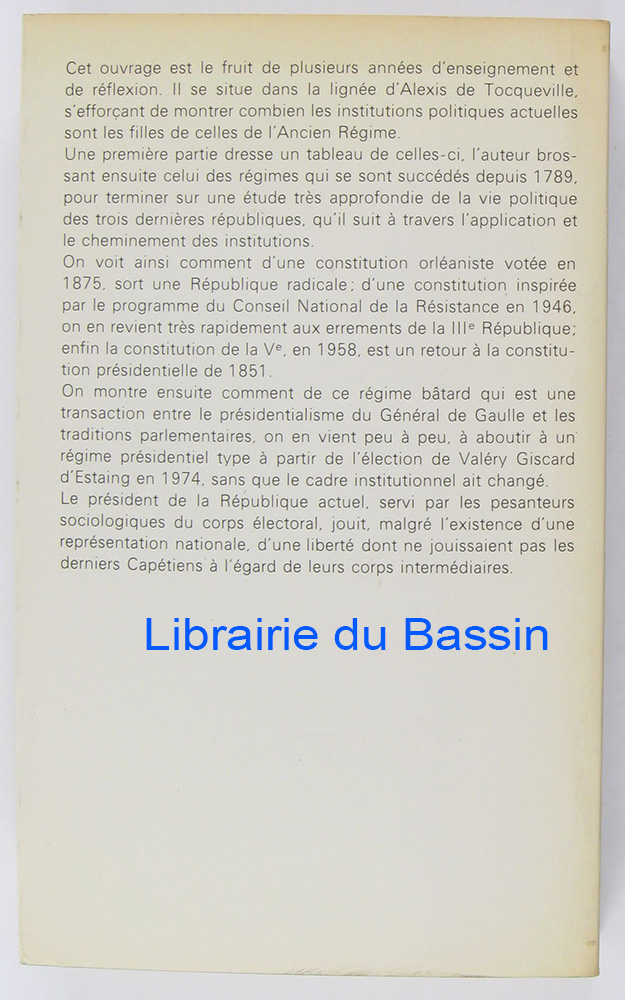 Cet ouvrage est le fruit de plusieurs années d'enseignement et
de réflexion. Il se situe dans la lignée d'Alexis de Tocqueville,
s'efforçant de montrer combien les institutions politiques actuelles
sont les filles de celles de l'Ancien Régime.
Une première partie dresse un tableau de celles-ci, l'auteur bros-
sant ensuite celui des régimes qui se sont succédés depuis 1789,
pour terminer sur une étude très approfondie de la vie politique
des trois dernières républiques, qu'il suit à travers l'application et
le cheminement des institutions.
On voit ainsi comment d'une constitution orléaniste votée en
1875, sort une République radicale; d'une constitution inspirée
par le programme du Conseil National de la Résistance en 1946,
on en revient très rapidement aux errements de la IIIe République;
enfin la constitution de la Ve, en 1958, est un retour à la constitu-
tion présidentielle de 1851.
On montre ensuite comment de ce régime bâtard qui est une
transaction entre le présidentialisme du Général de Gaulle et les
traditions parlementaires, on en vient peu à peu, à aboutir à un
régime présidentiel type à partir de l'élection de Valéry Giscard
d'Estaing en 1974, sans que le cadre institutionnel ait changé.
Le président de la République actuel, servi par les pesanteurs
sociologiques du corps électoral, jouit, malgré l'existence d'une
représentation nationale, d'une liberté dont ne jouissaient pas les
derniers Capétiens à l'égard de leurs corps intermédiaires.
Librairie du Bassin